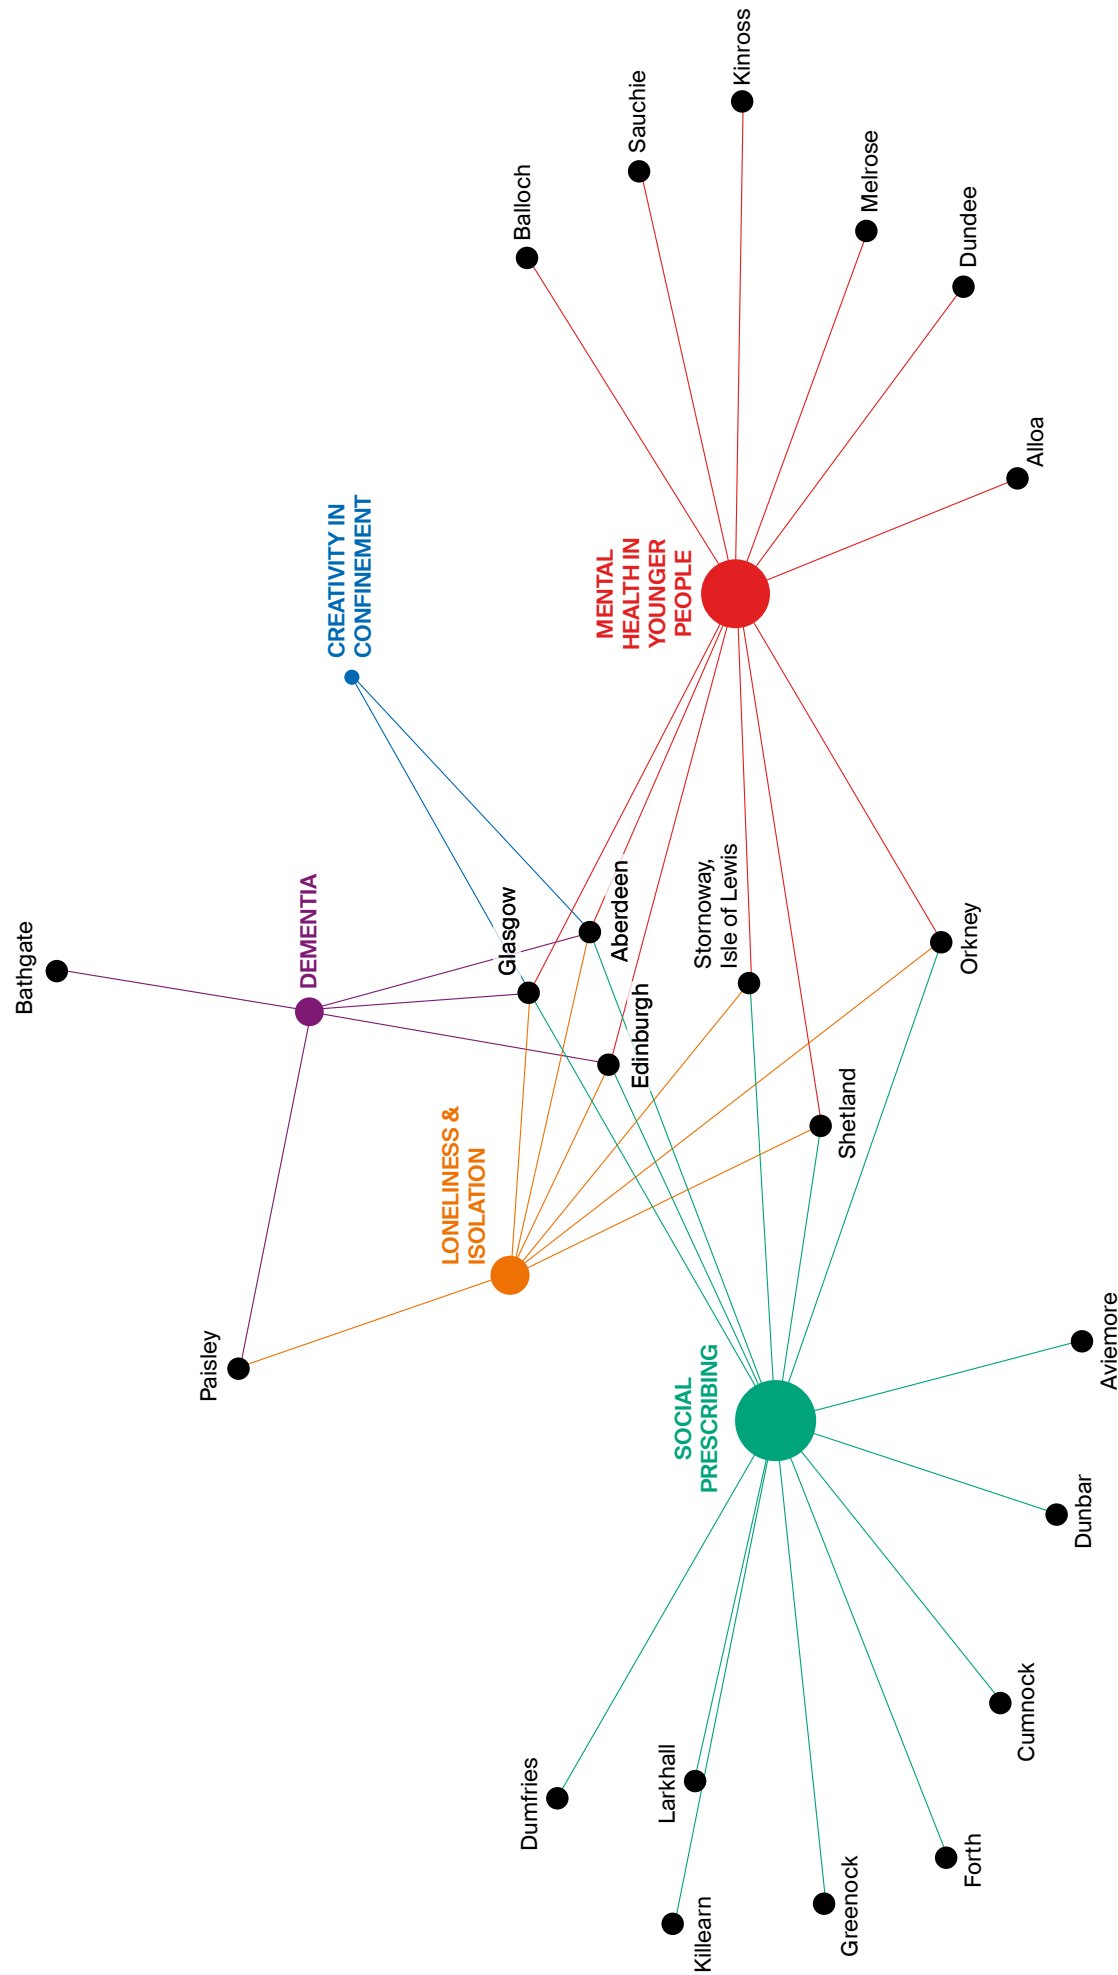 Bathgate
Paisley
DEMENTIA
CREATIVITY IN
CONFINEMENT
LONELINESS &
ISOLATION
Glasgow
Aberdeen
Edinburgh
Stornoway,
Isle of Lewis
Shetland
Orkney
MENTAL
HEALTH IN
YOUNGER
PEOPLE
Balloch
Sauchie
Kinross
Melrose
Dundee
Alloa
SOCIAL
PRESCRIBING
Dumfries
Larkhall
Killearn
Greenock
Forth
Cumnock
Dunbar
Aviemore